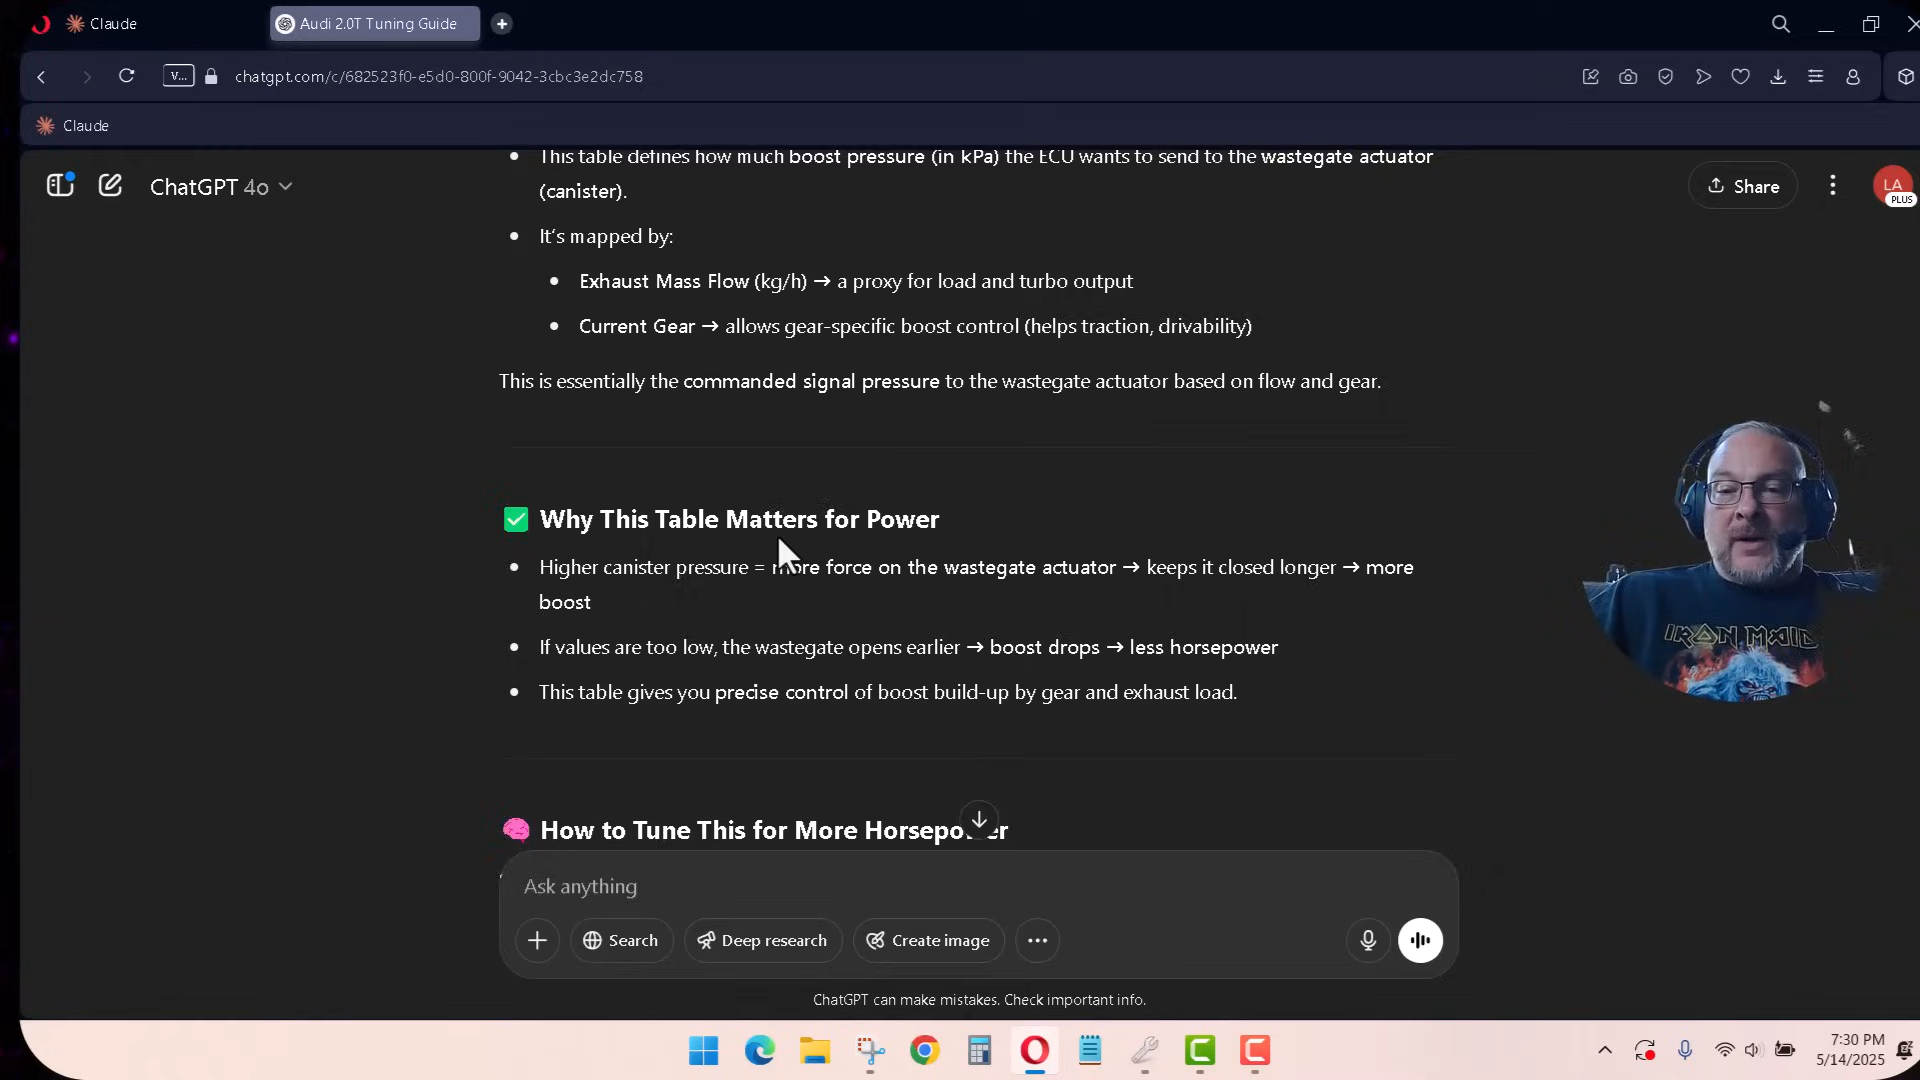 Claude
Audi 2.0T Tuning Guide
V...
chatgpt.com/c/682523f0-e5d0-800f-9042-3cbc3e2dc758
Claude
ChatGPT 4o
Share
LA
PLUS
• This table defines how much boost pressure (in kPa) the ECU wants to send to the wastegate actuator
(canister).
• It's mapped by:
• Exhaust Mass Flow (kg/h) → a proxy for load and turbo output
• Current Gear → allows gear-specific boost control (helps traction, drivability)
This is essentially the commanded signal pressure to the wastegate actuator based on flow and gear.
✅ Why This Table Matters for Power
• Higher canister pressure = more force on the wastegate actuator → keeps it closed longer → more
boost
• If values are too low, the wastegate opens earlier → boost drops → less horsepower
• This table gives you precise control of boost build-up by gear and exhaust load.
🧠 How to Tune This for More Horsepower
IRON MAIDEN
Ask anything
Search
Deep research
Create image
ChatGPT can make mistakes. Check important info.
7:30 PM
5/14/2025